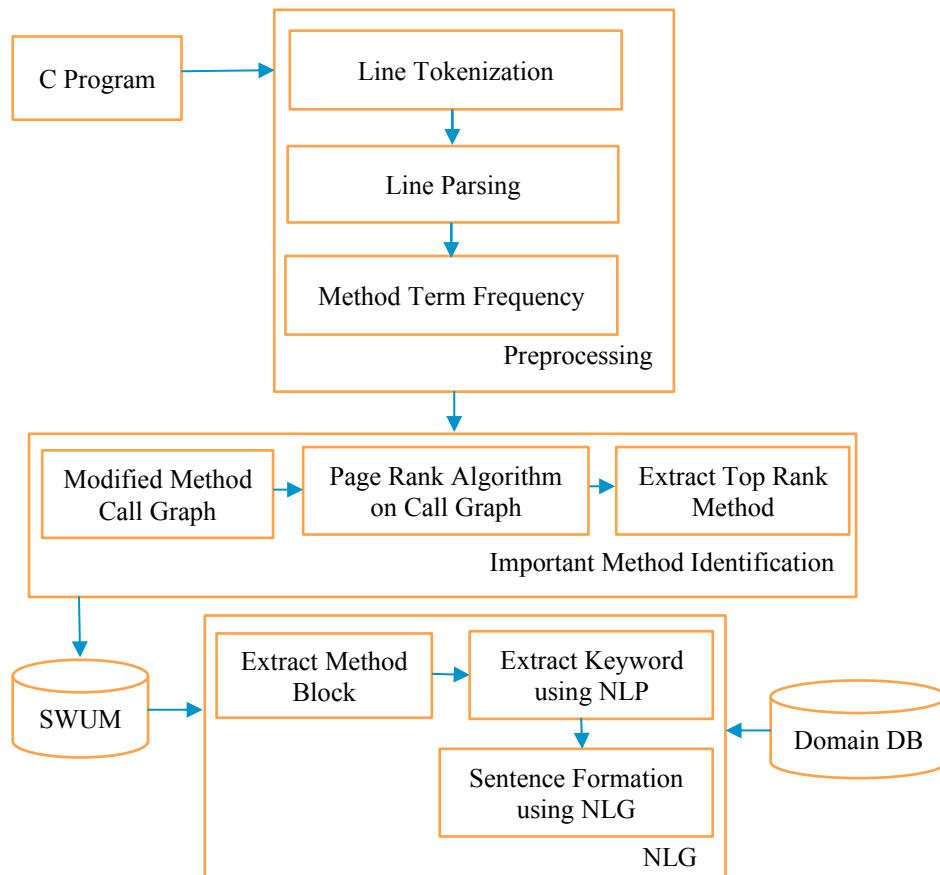 C Program
Line Tokenization
Line Parsing
Method Term Frequency
Preprocessing
Modified Method
Call Graph
Page Rank Algorithm
on Call Graph
Extract Top Rank
Method
Important Method Identification
SWUM
Extract Method
Block
Extract Keyword
using NLP
Sentence Formation
using NLG
NLG
Domain DB